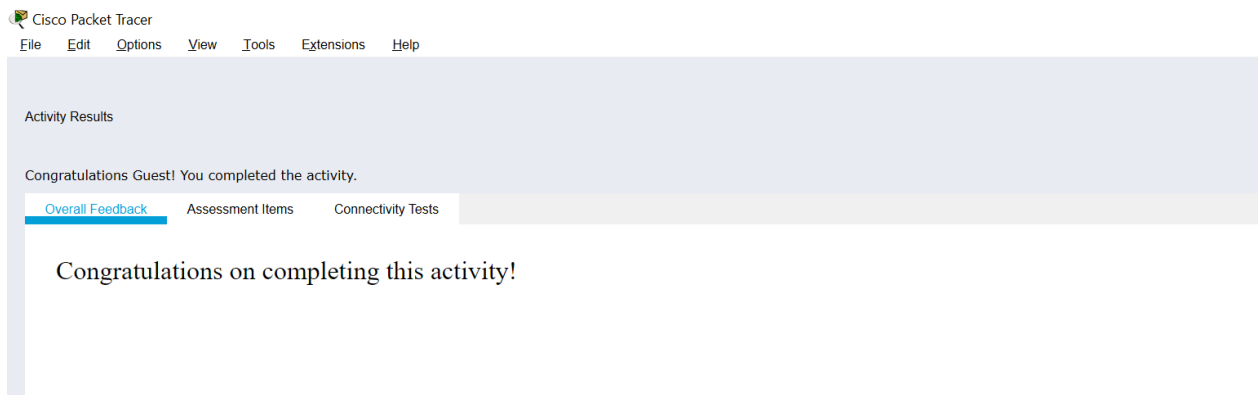 Cisco Packet Tracer
File Edit Options View Tools Extensions Help
Activity Results
Congratulations Guest! You completed the activity.
Overall Feedback Assessment Items Connectivity Tests
Congratulations on completing this activity!